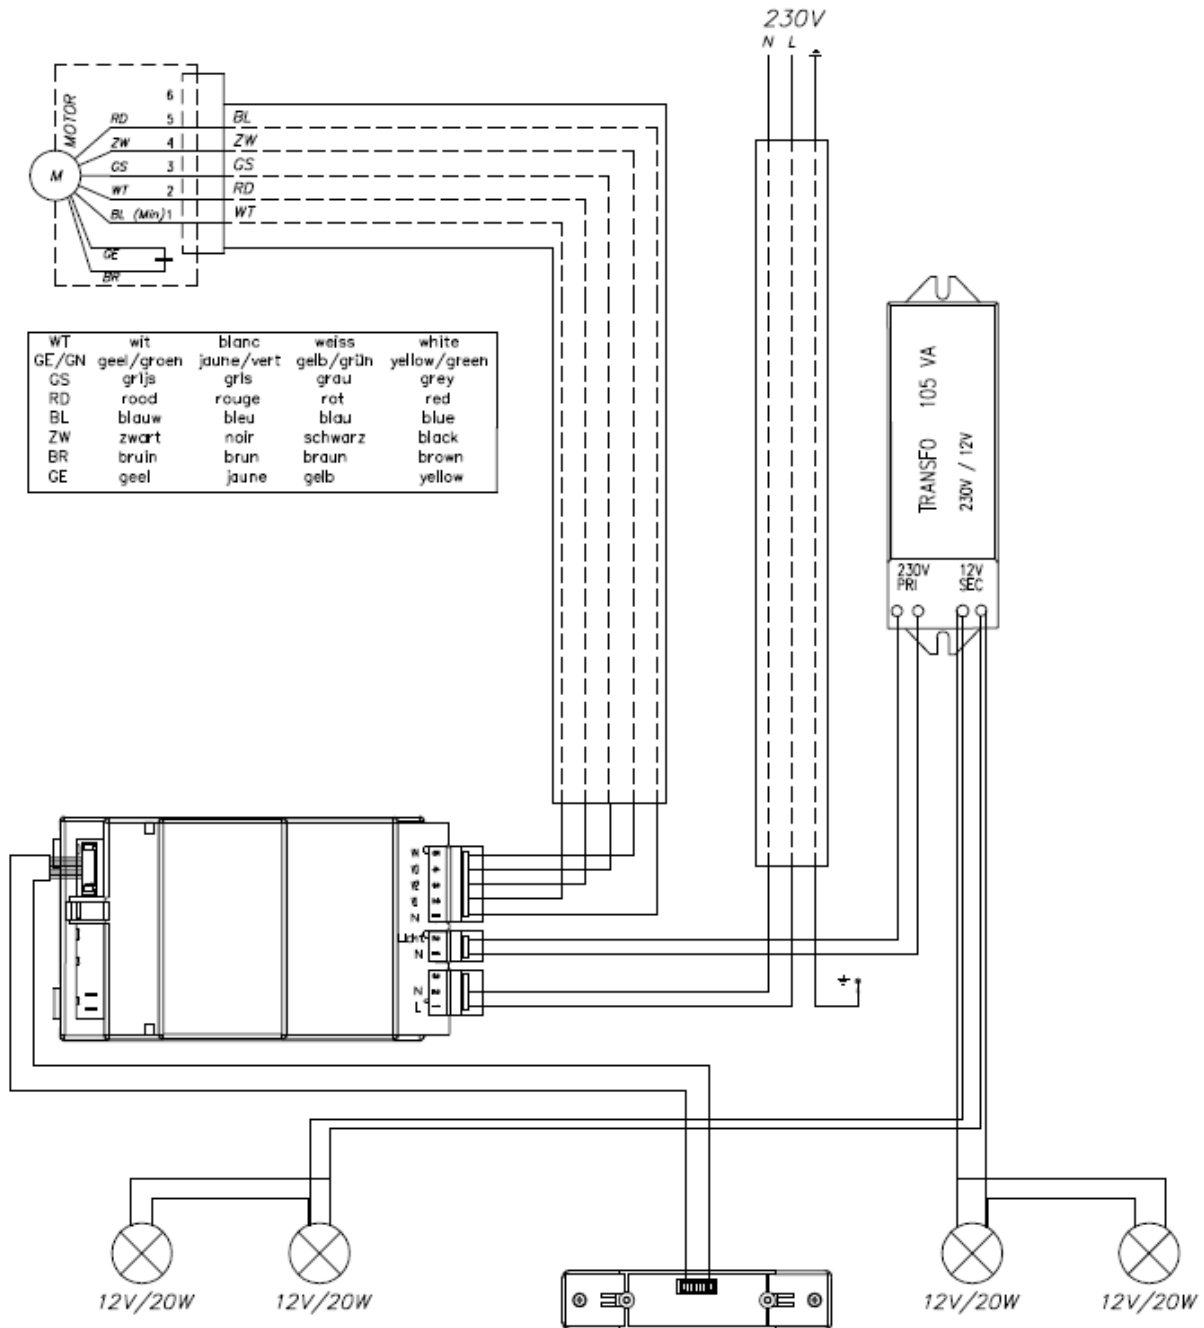 230V
N L
MOTOR
M
6
RD 5 BL
ZW 4 ZW
GS 3 GS
WT 2 RD
BL (Min) 1 WT
GE
BR
WT wit blanc weiss white
GE/GN geel/groen jaune/vert gelb/grün yellow/green
GS grijs gris grau grey
RD rood rouge rot red
BL blauw bleu blau blue
ZW zwart noir schwarz black
BR bruin brun braun brown
GE geel jaune gelb yellow
TRANSFO 105 VA
230V / 12V
230V PRI
12V SEC
V4
V3
V2
V1
N
Licht
N
N
L
12V/20W
12V/20W
12V/20W
12V/20W